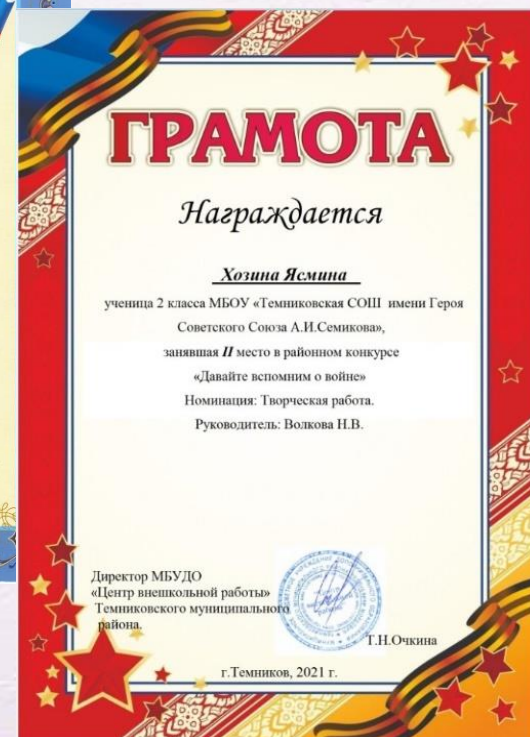 ГРАМОТА
Награждается
Хозина Ясмина
ученица 2 класса МБОУ «Темниковская СОШ имени Героя
Советского Союза А.И.Семикова»,
занявшая II место в районном конкурсе
«Давайте вспомним о войне»
Номинация: Творческая работа.
Руководитель: Волкова Н.В.
Директор МБУДО
«Центр внешкольной работы»
Темниковского муниципального
района.
Т.Н.Очкина
г.Темников, 2021 г.